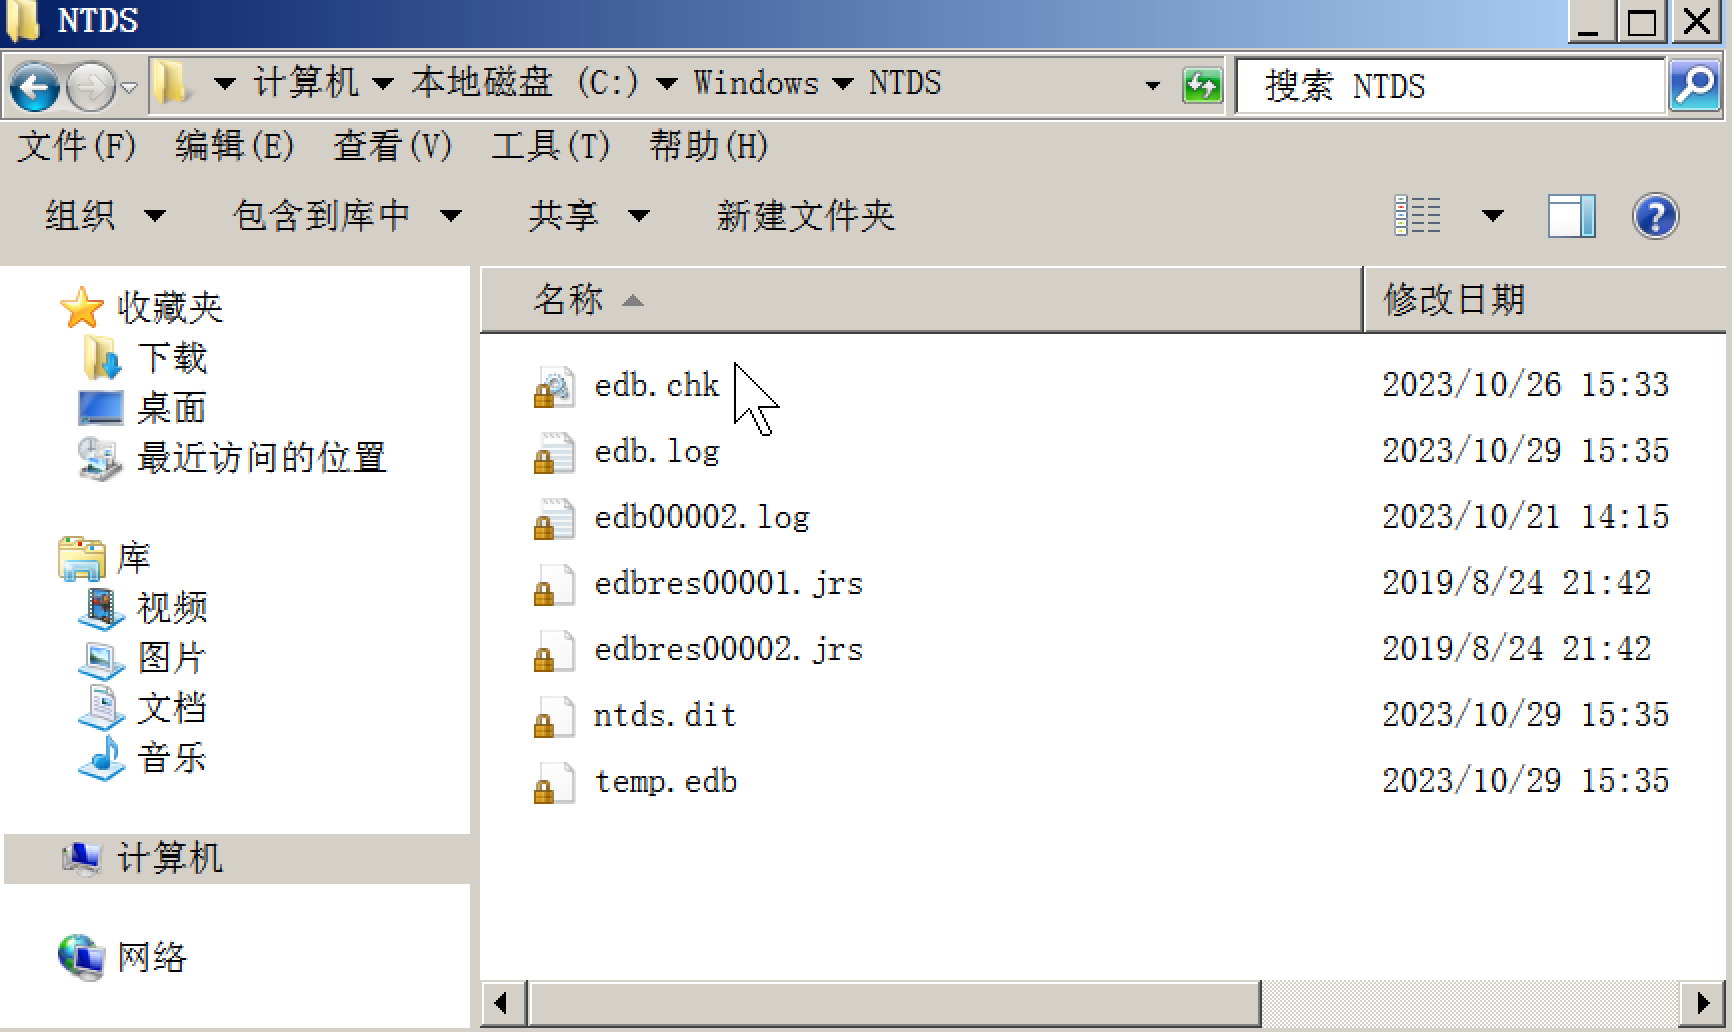 NTDS
计算机 本地磁盘 (C:) Windows NTDS
搜索 NTDS
文件(F) 编辑(E) 查看(V) 工具(T) 帮助(H)
组织 包含到库中 共享 新建文件夹
收藏夹
下载
桌面
最近访问的位置
库
视频
图片
文档
音乐
计算机
网络
名称 修改日期
edb.chk 2023/10/26 15:33
edb.log 2023/10/29 15:35
edb00002.log 2023/10/21 14:15
edbres00001.jrs 2019/8/24 21:42
edbres00002.jrs 2019/8/24 21:42
ntds.dit 2023/10/29 15:35
temp.edb 2023/10/29 15:35